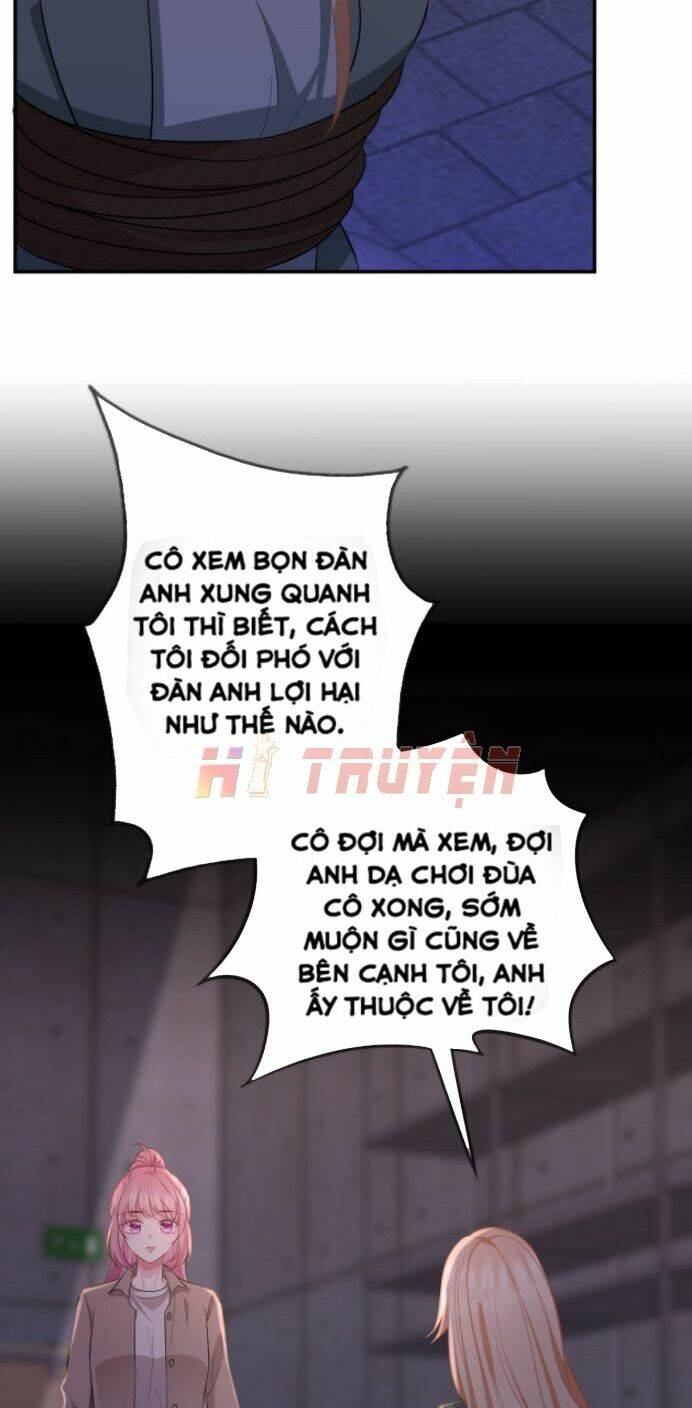 CÔ XEM BỌN ĐÀN
ANH XUNG QUANH
TÔI THÌ BIẾT, CÁCH
TÔI ĐỐI PHÓ VỚI
ĐÀN ANH LỢI HẠI
NHƯ THẾ NÀO.
HI TRUYỆN
CÔ ĐỢI MÀ XEM, ĐỢI
ANH DẠ CHƠI ĐÙA
CÔ XONG, SỚM
MUỘN GÌ CŨNG VỀ
BÊN CẠNH TÔI, ANH
ẤY THUỘC VỀ TÔI!